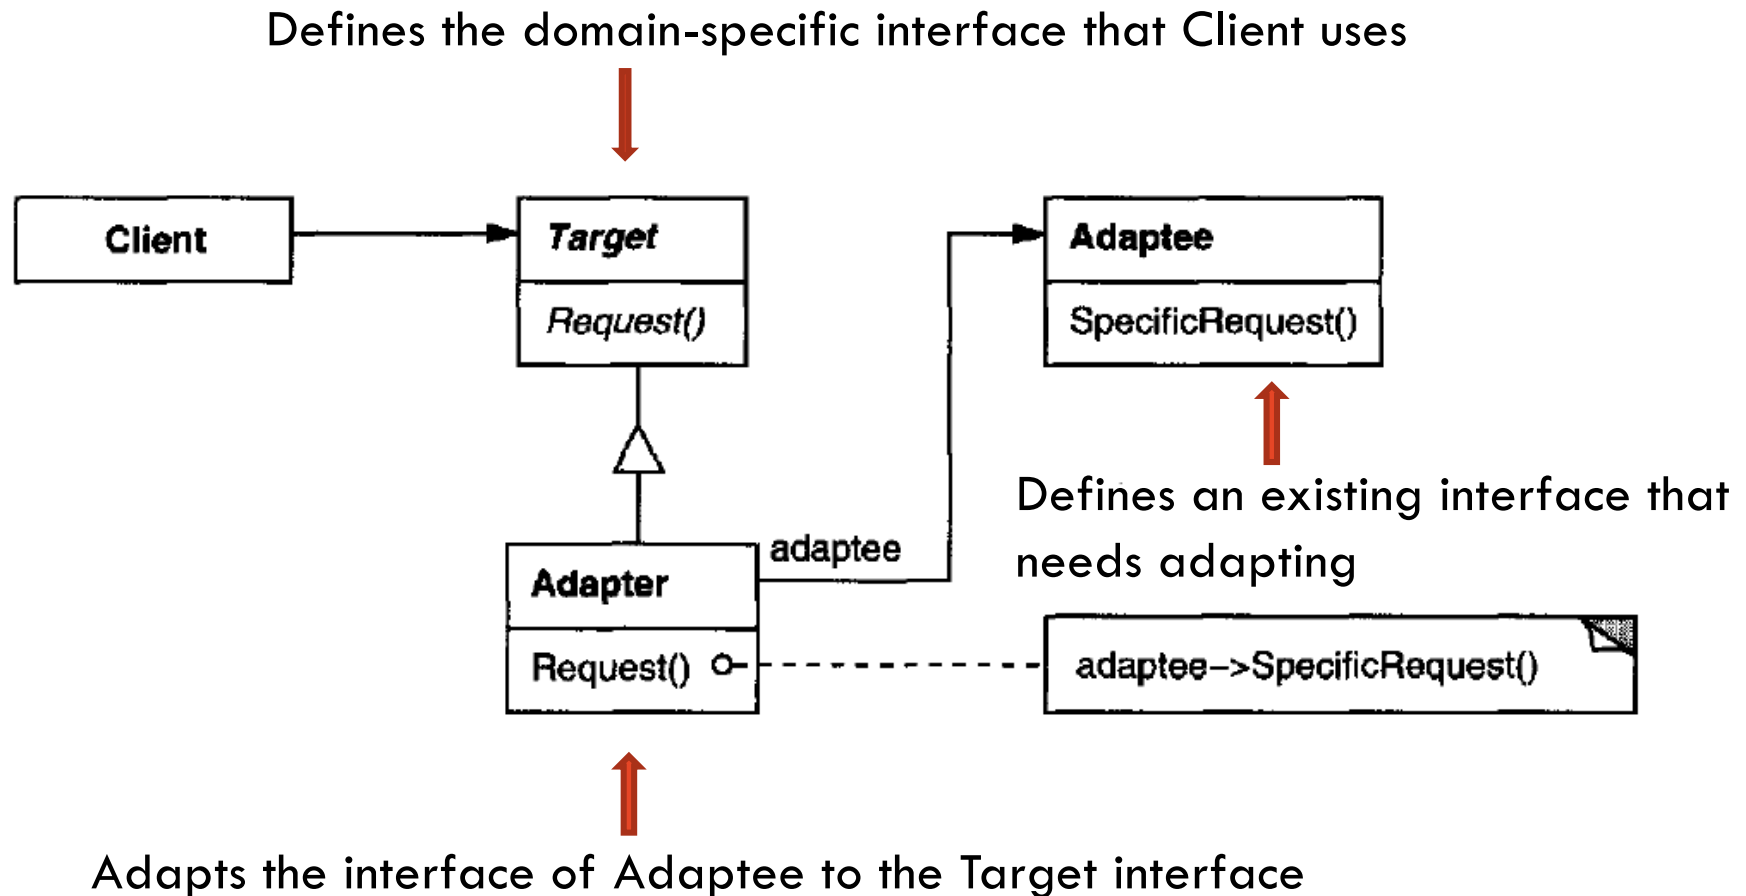 Defines the domain-specific interface that Client uses
Client
Target
Request()
Adaptee
SpecificRequest()
Defines an existing interface that
needs adapting
adaptee
Adapter
Request()
adaptee->SpecificRequest()
Adapts the interface of Adaptee to the Target interface